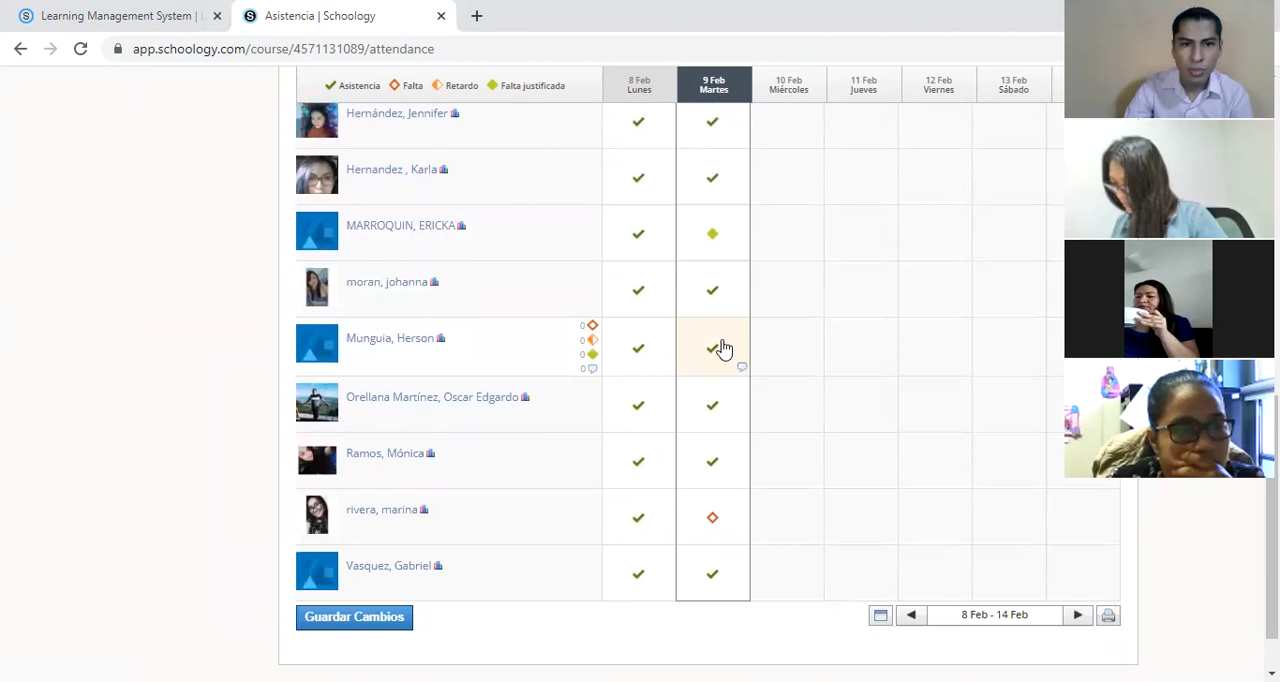 Learning Management System |
Asistencia | Schoology
app.schoology.com/course/4571131089/attendance
Asistencia Falta Retardo Falta justificada
8 Feb
Lunes
9 Feb
Martes
10 Feb
Miércoles
11 Feb
Jueves
12 Feb
Viernes
13 Feb
Sábado
Hernández, Jennifer
Hernandez , Karla
MARROQUIN, ERICKA
moran, johanna
Munguia, Herson
0
0
0
0
Orellana Martínez, Oscar Edgardo
Ramos, Mónica
rivera, marina
Vasquez, Gabriel
Guardar Cambios
8 Feb - 14 Feb